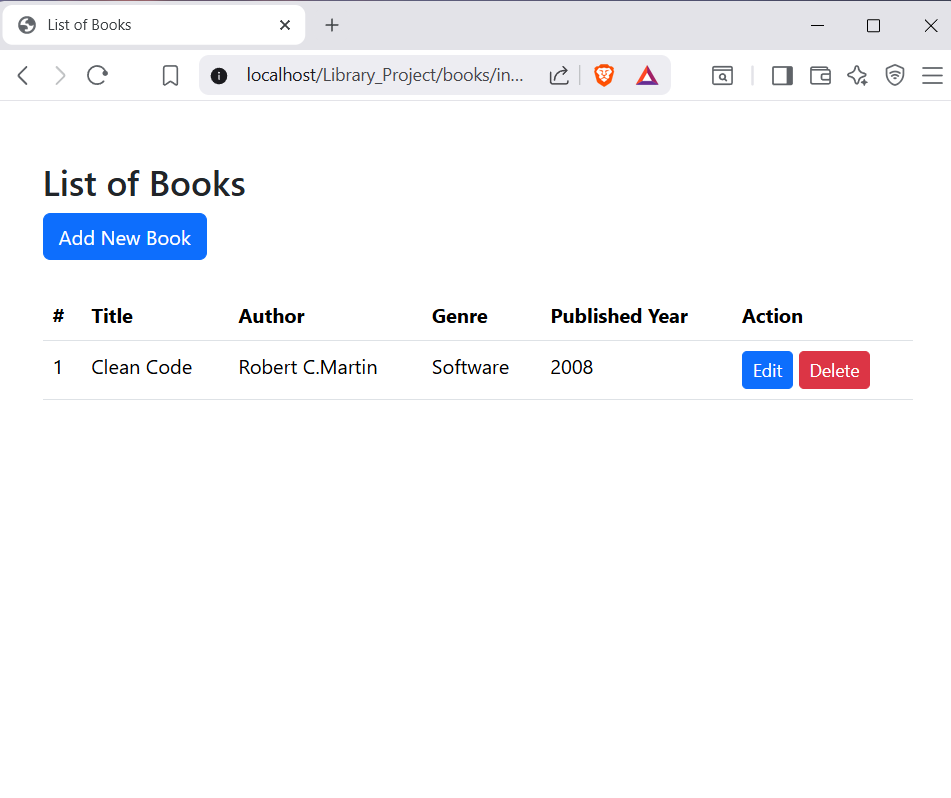 List of Books
localhost/Library_Project/books/in...
List of Books
Add New Book
# Title Author Genre Published Year Action
1 Clean Code Robert C.Martin Software 2008 Edit Delete